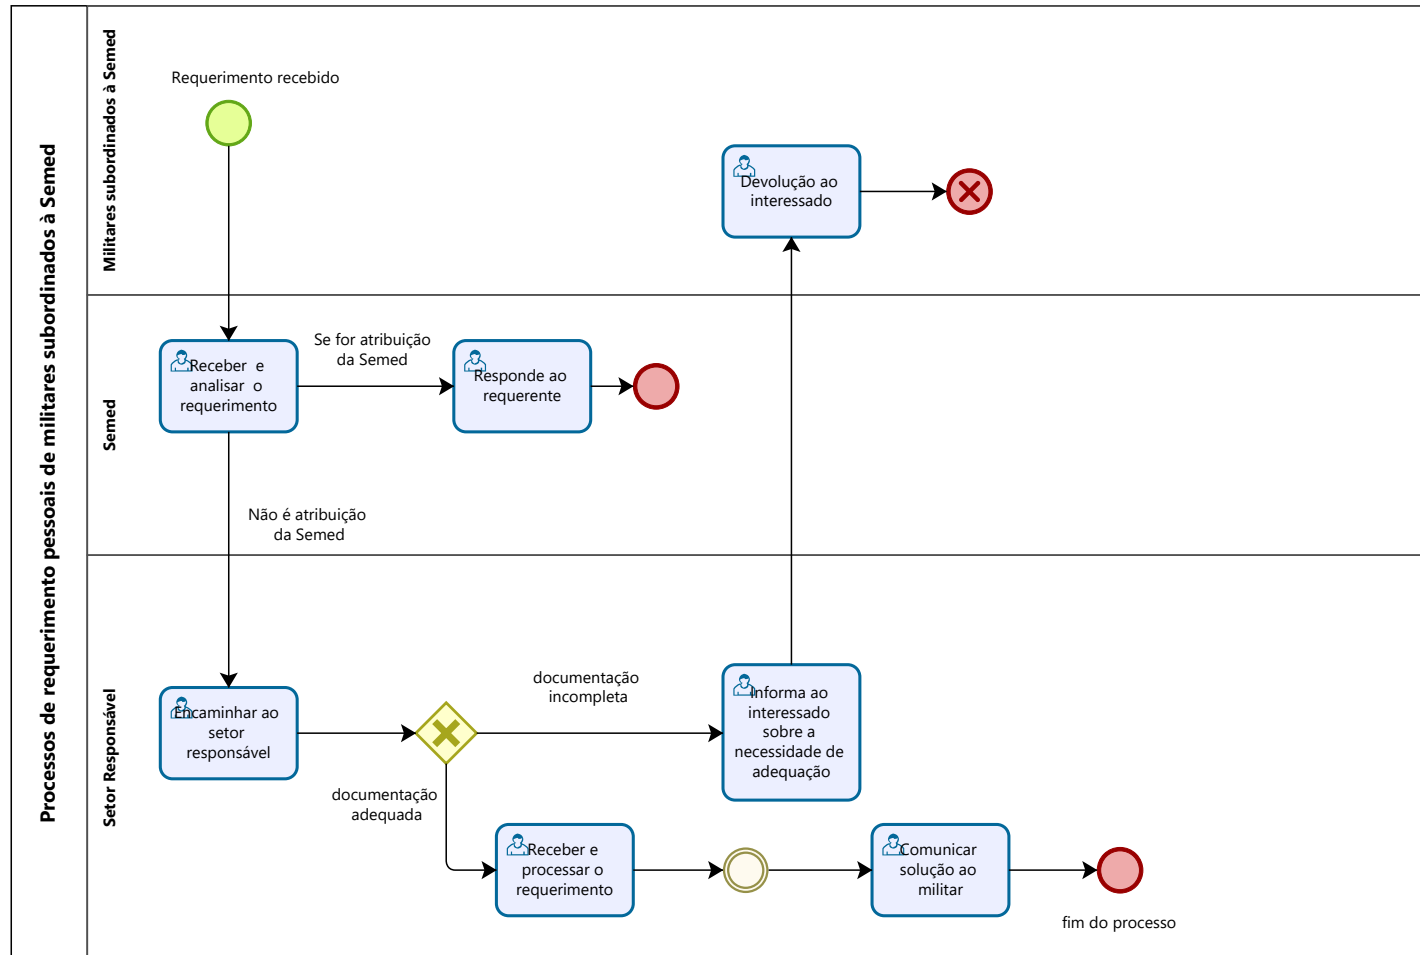 Processos de requerimento pessoais de militares subordinados à Semed
Militares subordinados à Semed
Requerimento recebido
Devolução ao
interessado
Semed
Receber e
analisar o
requerimento
Se for atribuição
da Semed
Responde ao
requerente
Não é atribuição
da Semed
Setor Responsável
Encaminhar ao
setor
responsável
documentação
incompleta
Informa ao
interessado
sobre a
necessidade de
adequação
documentação
adequada
Receber e
processar o
requerimento
Comunicar
solução ao
militar
fim do processo